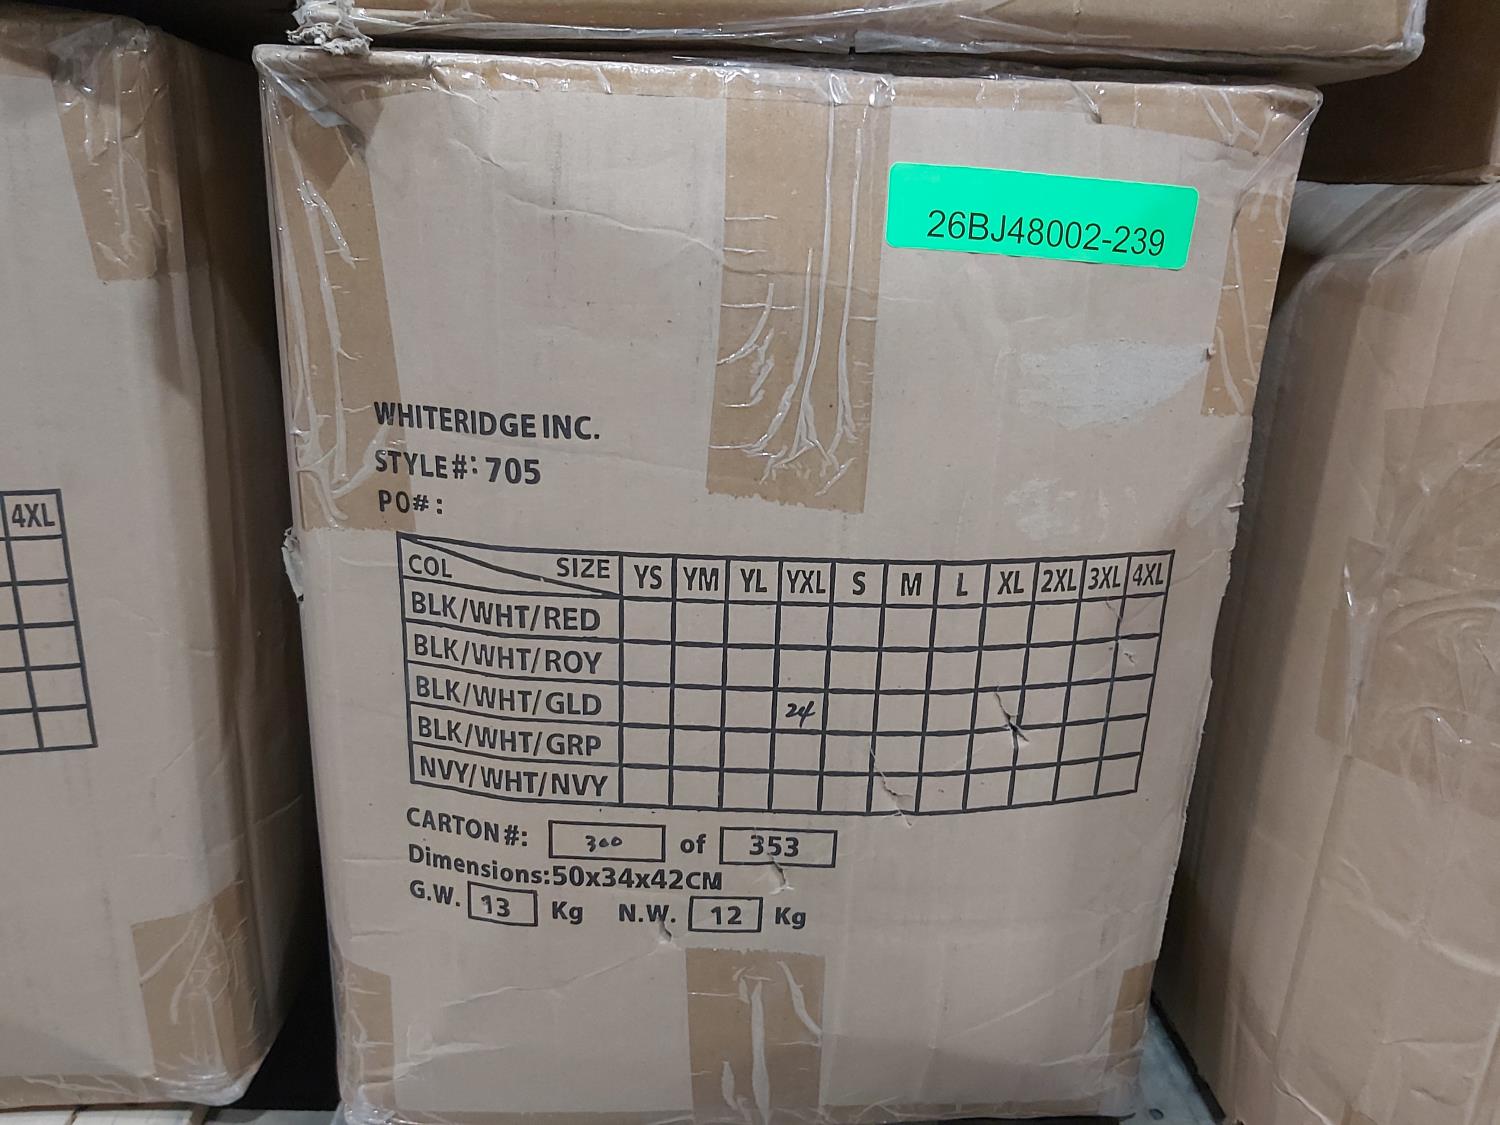 26BJ48002-239
WHITERIDGE INC.
STYLE#: 705
PO#:
COL SIZE YS YM YL YXL S M L XL 2XL 3XL 4XL
BLK/WHT/RED
BLK/WHT/ROY
BLK/WHT/GLD 24
BLK/WHT/GRP
NVY/WHT/NVY
CARTON#: 300 of 353
Dimensions:50x34x42CM
G.W. 13 Kg N.W. 12 Kg
4XL